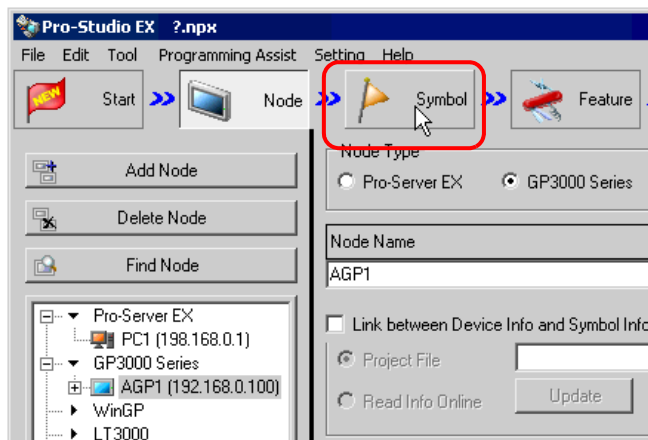 Pro-Studio EX ?.npx
File Edit Tool Programming Assist Setting Help
NEW Start Node Symbol Feature
Node Type
Add Node
Pro-Server EX GP3000 Series
Delete Node
Node Name
Find Node
AGP1
Pro-Server EX
Link between Device Info and Symbol Info
PC1 (198.168.0.1)
GP3000 Series
Project File
AGP1 (192.168.0.100)
Read Info Online Update
WinGP
LT3000